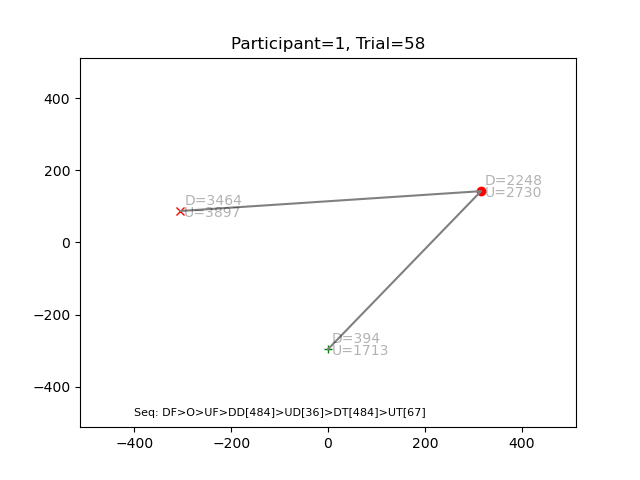 Participant=1, Trial=58
400
200
0
−200
−400
D=2248
U=2730
D=3464
U=3897
D=394
U=1713
Seq: DF>O>UF>DD[484]>UD[36]>DT[484]>UT[67]
−400 −200 0 200 400